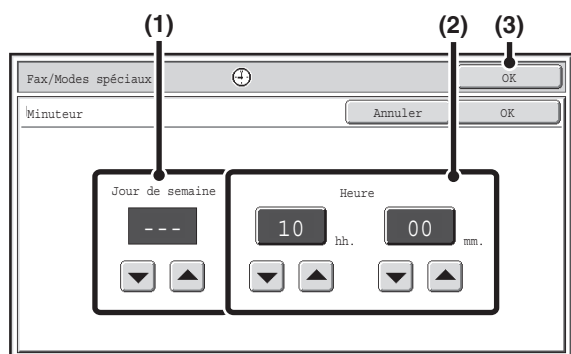 (1) (2) (3)
Fax/Modes spéciaux OK
Minuteur Annuler OK
Jour de semaine Heure
--- 10 hh. 00 mm.